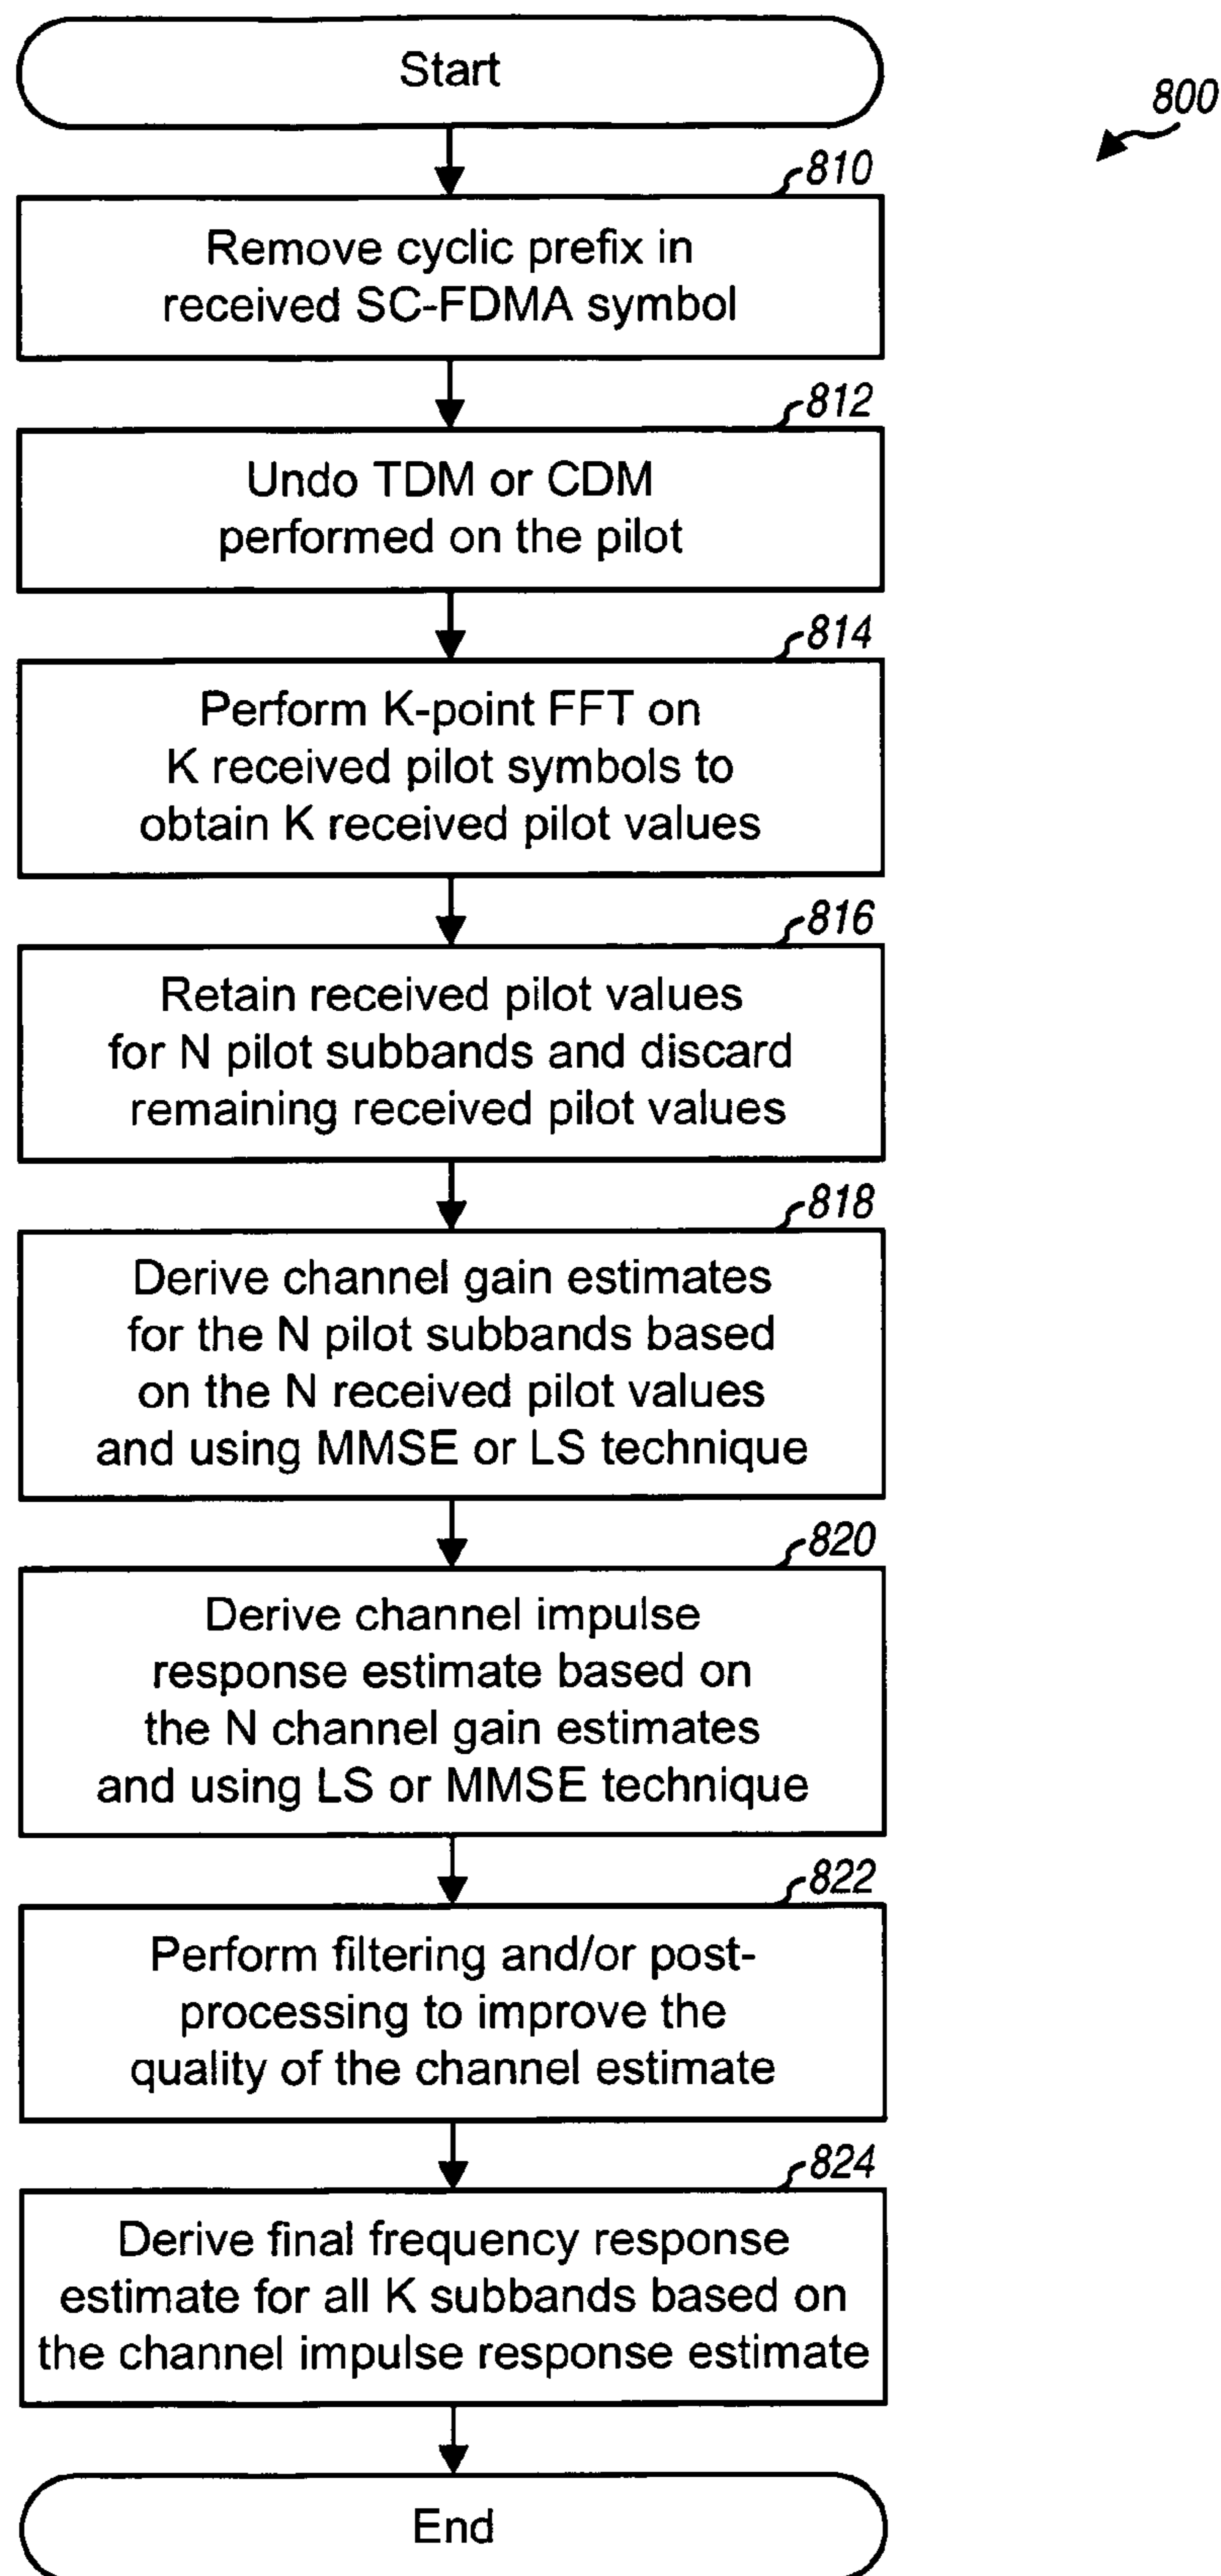 Start
800
810
Remove cyclic prefix in
received SC-FDMA symbol
812
Undo TDM or CDM
performed on the pilot
814
Perform K-point FFT on
K received pilot symbols to
obtain K received pilot values
816
Retain received pilot values
for N pilot subbands and discard
remaining received pilot values
818
Derive channel gain estimates
for the N pilot subbands based
on the N received pilot values
and using MMSE or LS technique
820
Derive channel impulse
response estimate based on
the N channel gain estimates
and using LS or MMSE technique
822
Perform filtering and/or post-
processing to improve the
quality of the channel estimate
824
Derive final frequency response
estimate for all K subbands based on
the channel impulse response estimate
End